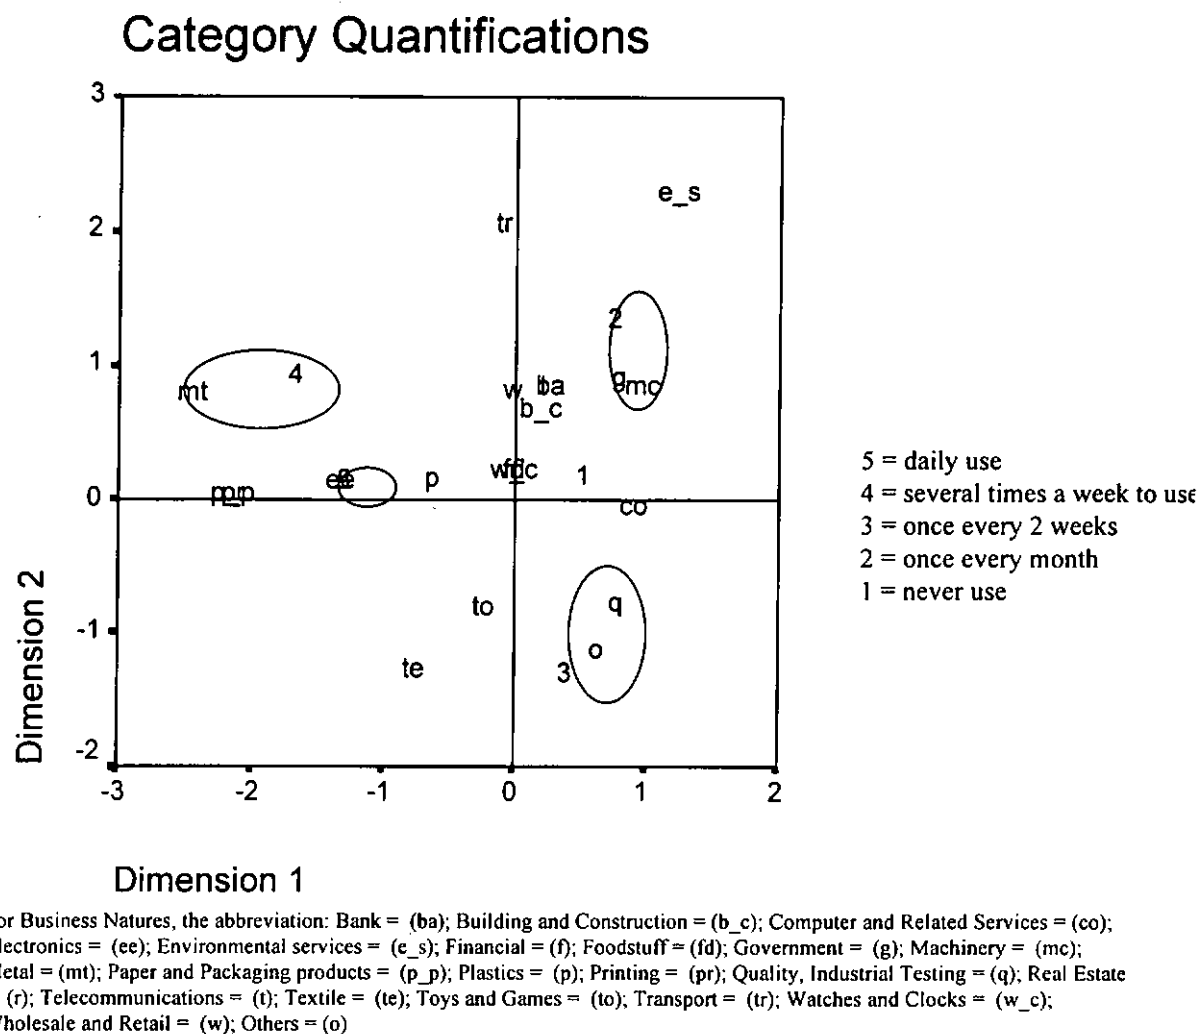 Category Quantifications
3
e_s
tr
2
2
1
4
mt
g
mc
w
ba
b_c
p
1
0
co
5 = daily use
4 = several times a week to use
3 = once every 2 weeks
2 = once every month
1 = never use
to
q
-1
o
te
3
Dimension 2
-2
-3 -2 -1 0 1 2
Dimension 1
or Business Natures, the abbreviation: Bank = (ba); Building and Construction = (b_c); Computer and Related Services = (co);
lectronics = (ee); Environmental services = (e_s); Financial = (f); Foodstuff = (fd); Government = (g); Machinery = (mc);
etal = (mt); Paper and Packaging products = (p_p); Plastics = (p); Printing = (pr); Quality, Industrial Testing = (q); Real Estate
(r); Telecommunications = (t); Textile = (te); Toys and Games = (to); Transport = (tr); Watches and Clocks = (w_c);
holesale and Retail = (w); Others = (o)